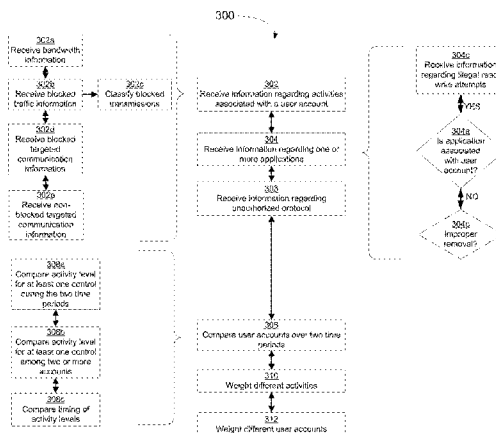 300
302a
Receive bandwidth
information
302b
Receive blocked
traffic information
302c
Classify blocked
transmissions
302d
Receive blocked
targeted
communication
information
302e
Receive non-
blocked targeted
communication
information
302
Receive information regarding activities
associated with a user account
304
Receive information regarding one or
more applications
Receive information regarding
unauthorized protocol
304c
Receive information
regarding illegal read
write attempts
YES
304a
Is application
associated
with user
account?
NO
Improper
removal?
308a
Compare activity level
for at least one control
during the two time
periods
308b
Compare activity level
for at least one control
among two or more
accounts
308c
Compare timing of
activity levels
308
Compare user accounts over two time
periods
310
Weight different activities
312
Weight different user accounts